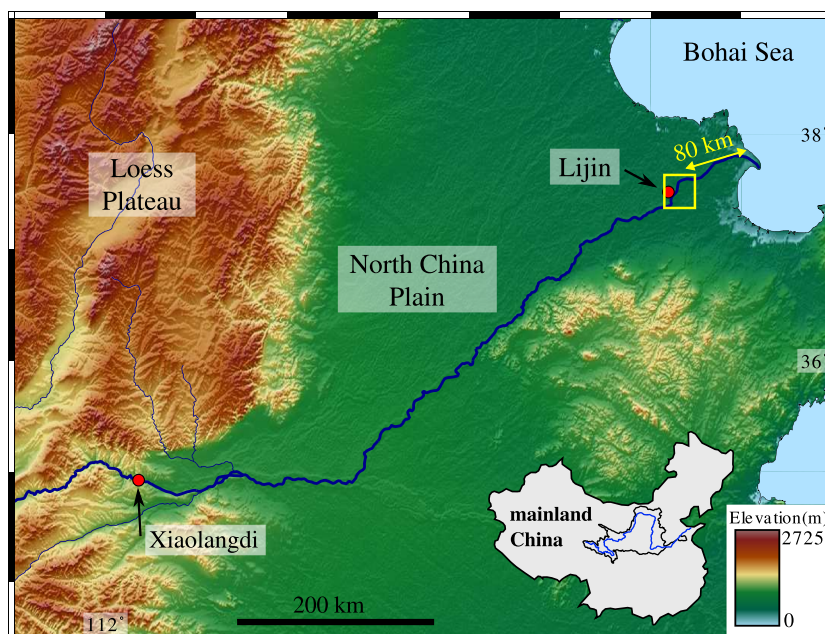 Bohai Sea
38°
80 km
Loess
Plateau
Lijin
North China
Plain
36°
mainland
China
Elevation(m)
2725
0
Xiaolangdi
200 km
112°